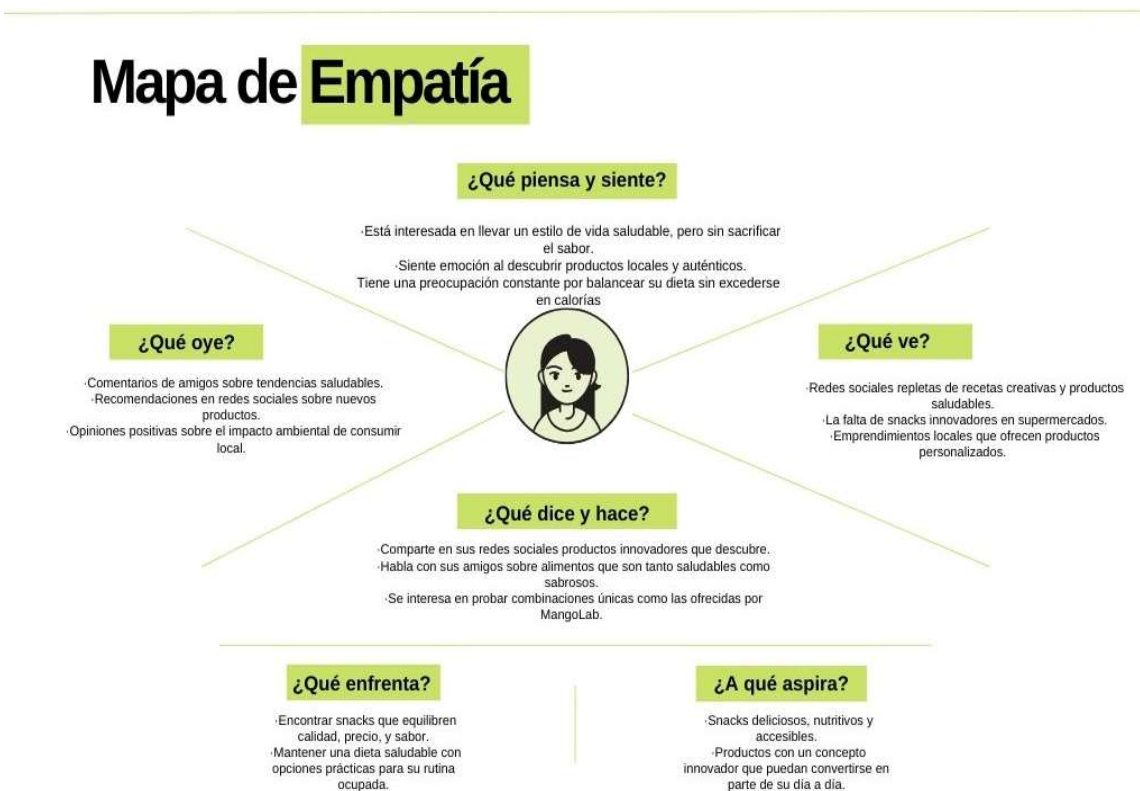 Mapa de Empatía
¿Qué piensa y siente?
·Está interesada en llevar un estilo de vida saludable, pero sin sacrificar
el sabor.
·Siente emoción al descubrir productos locales y auténticos.
Tiene una preocupación constante por balancear su dieta sin excederse
en calorías
¿Qué oye?
·Comentarios de amigos sobre tendencias saludables.
·Recomendaciones en redes sociales sobre nuevos
productos.
·Opiniones positivas sobre el impacto ambiental de consumir
local.
¿Qué ve?
·Redes sociales repletas de recetas creativas y productos
saludables.
·La falta de snacks innovadores en supermercados.
·Emprendimientos locales que ofrecen productos
personalizados.
¿Qué dice y hace?
·Comparte en sus redes sociales productos innovadores que descubre.
·Habla con sus amigos sobre alimentos que son tanto saludables como
sabrosos.
·Se interesa en probar combinaciones únicas como las ofrecidas por
MangoLab.
¿Qué enfrenta?
·Encontrar snacks que equilibren
calidad, precio, y sabor.
·Mantener una dieta saludable con
opciones prácticas para su rutina
ocupada.
¿A qué aspira?
·Snacks deliciosos, nutritivos y
accesibles.
·Productos con un concepto
innovador que puedan convertirse en
parte de su día a día.